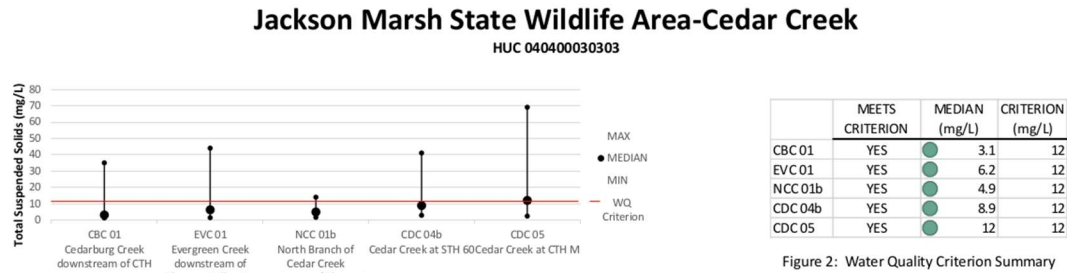 Jackson Marsh State Wildlife Area-Cedar Creek
HUC 040400030303
Total Suspended Solids (mg/L)
80
70
60
50
40
30
20
10
0
CBC 01
Cedarburg Creek
downstream of CTH
EVC 01
Evergreen Creek
downstream of
NCC 01b
North Branch of
Cedar Creek
CDC 04b
Cedar Creek at STH 60
CDC 05
Cedar Creek at CTH M
MAX
MEDIAN
MIN
WQ
Criterion
MEETS CRITERION MEDIAN (mg/L) CRITERION (mg/L)
CBC 01 YES 3.1 12
EVC 01 YES 6.2 12
NCC 01b YES 4.9 12
CDC 04b YES 8.9 12
CDC 05 YES 12 12
Figure 2: Water Quality Criterion Summary